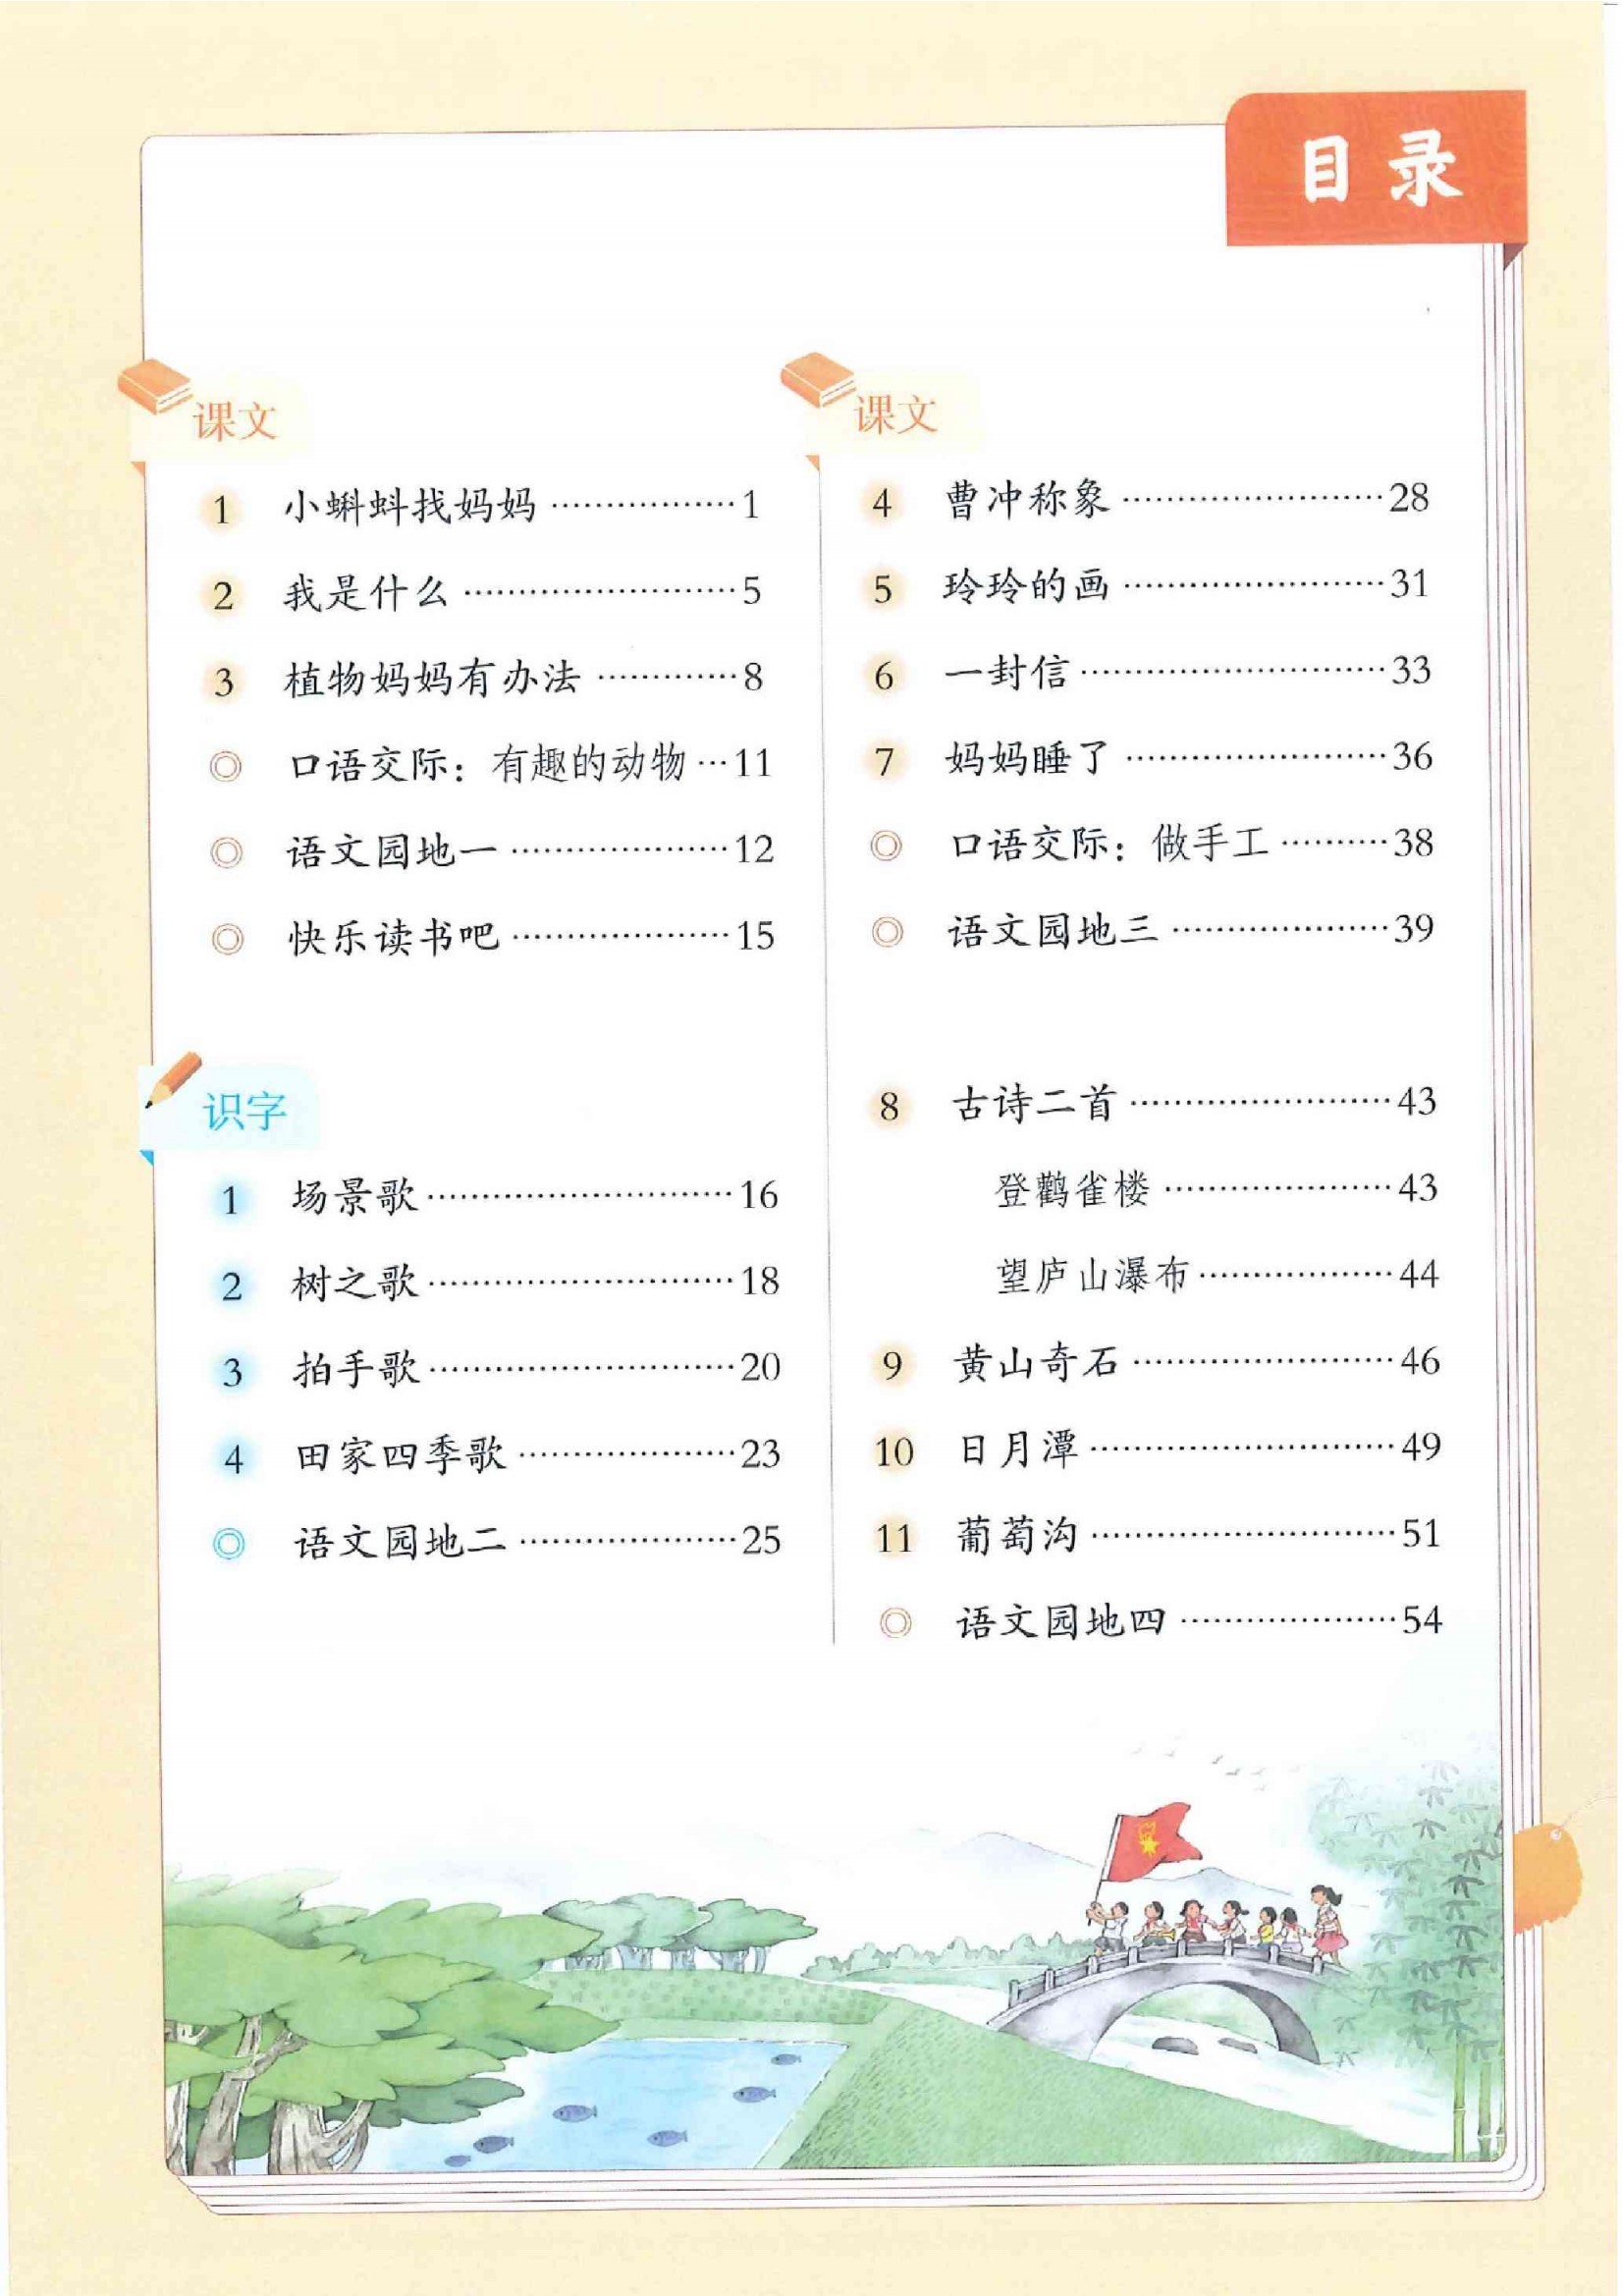 目录
课文
1 小蝌蚪找妈妈 ·················1
2 我是什么 ·························5
3 植物妈妈有办法 ·············8
◎ 口语交际：有趣的动物 ···11
◎ 语文园地一 ····················12
◎ 快乐读书吧 ····················15
识字
1 场景歌 ····························16
2 树之歌 ····························18
3 拍手歌 ····························20
4 田家四季歌 ····················23
◎ 语文园地二 ····················25
课文
4 曹冲称象 ························28
5 玲玲的画 ························31
6 一封信 ····························33
7 妈妈睡了 ························36
◎ 口语交际：做手工 ··········38
◎ 语文园地三 ····················39
8 古诗二首 ························43
登鹳雀楼 ·····················43
望庐山瀑布 ··················44
9 黄山奇石 ························46
10 日月潭 ····························49
11 葡萄沟 ····························51
◎ 语文园地四 ····················54